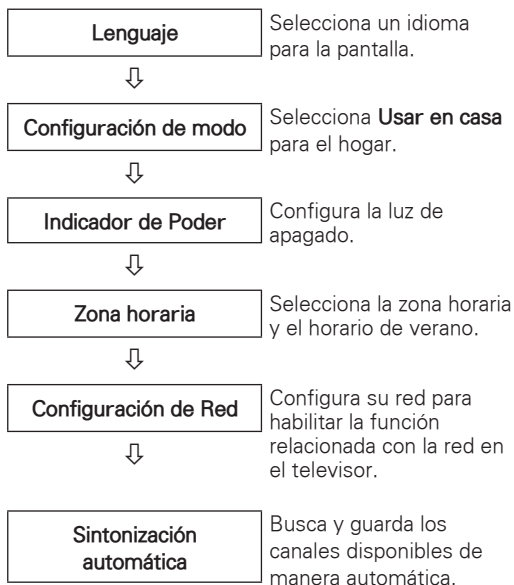 Lenguaje
Selecciona un idioma
para la pantalla.
Configuración de modo
Selecciona Usar en casa
para el hogar.
Indicador de Poder
Configura la luz de
apagado.
Zona horaria
Selecciona la zona horaria
y el horario de verano.
Configuración de Red
Configura su red para
habilitar la función
relacionada con la red en
el televisor.
Sintonización
automática
Busca y guarda los
canales disponibles de
manera automática.